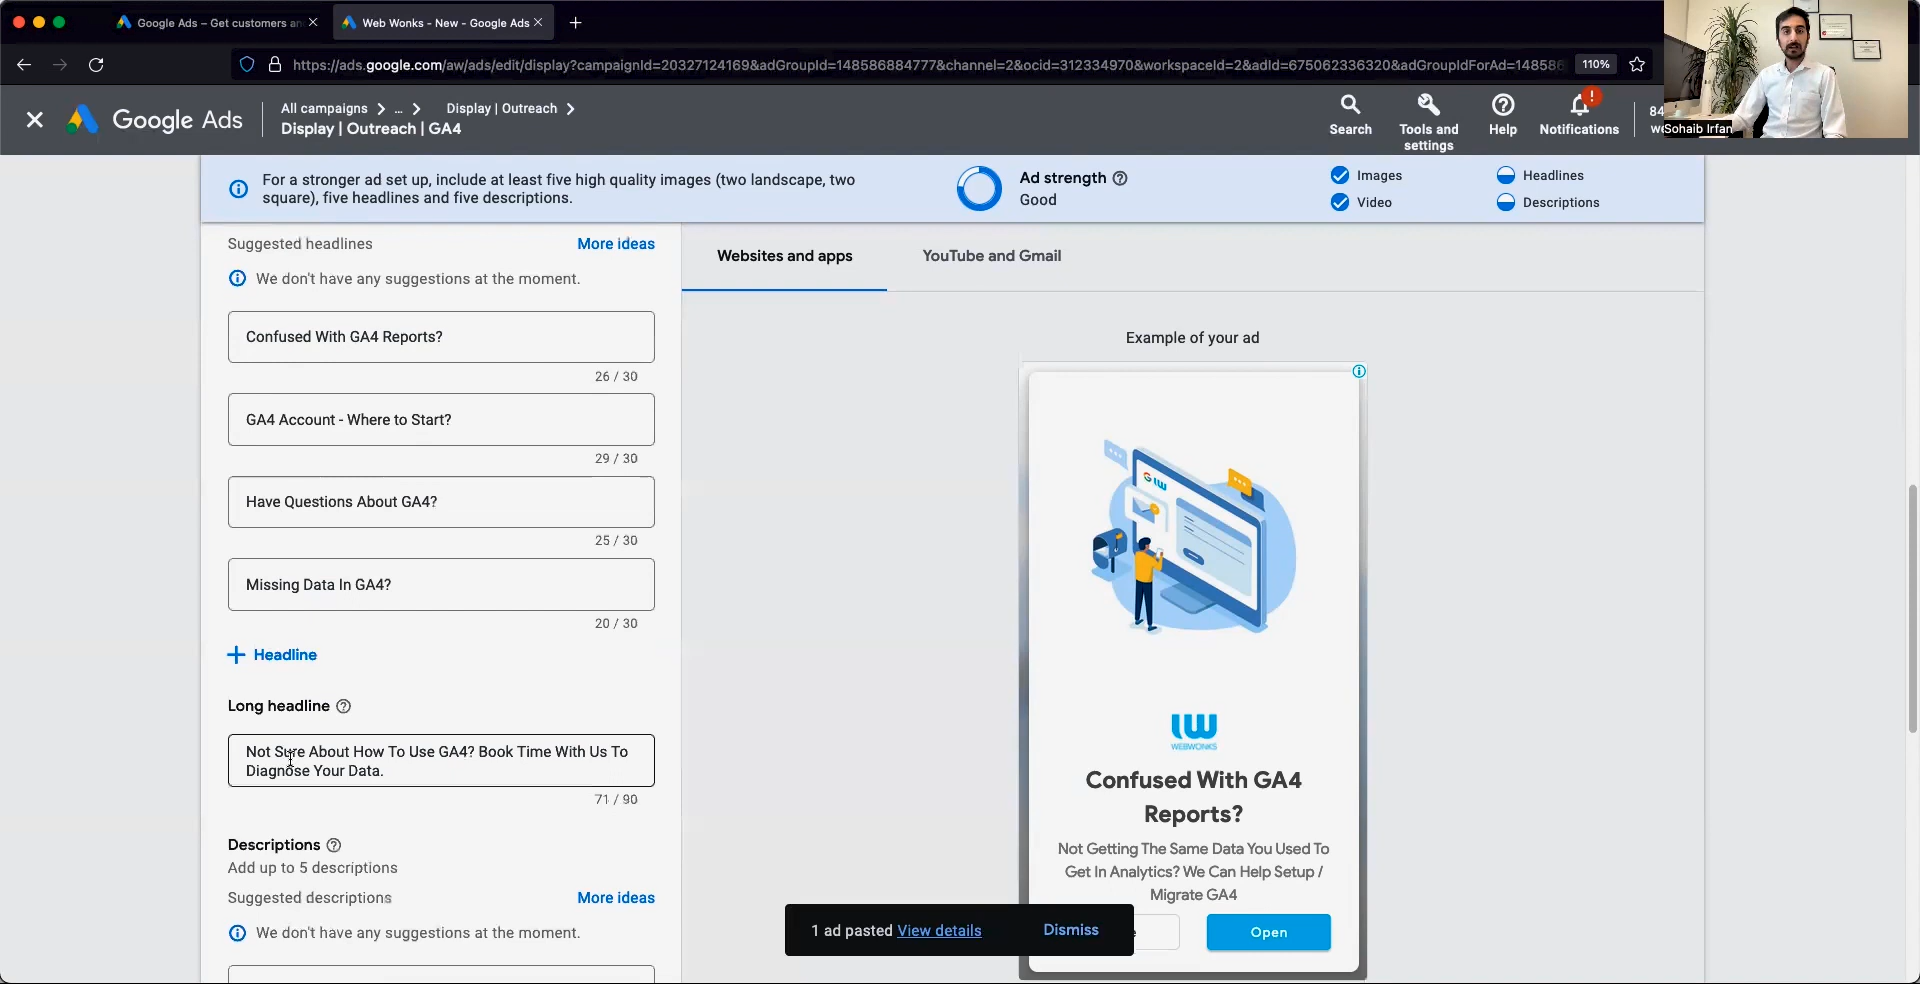 Google Ads – Get customers an
Web Wonks - New - Google Ads
https://ads.google.com/aw/ads/edit/display?campaignId=20327124169&adGroupId=148586884777&channel=2&ocid=312334970&workspaceId=2&adId=675062336320&adGroupIdForAd=148586
110%
Google Ads
All campaigns > ... > Display | Outreach >
Display | Outreach | GA4
Search
Tools and settings
Help
Notifications
84
Sohaib Irfan
For a stronger ad set up, include at least five high quality images (two landscape, two
square), five headlines and five descriptions.
Ad strength
Good
Images
Video
Headlines
Descriptions
Suggested headlines
More ideas
We don't have any suggestions at the moment.
Confused With GA4 Reports?
26 / 30
GA4 Account - Where to Start?
29 / 30
Have Questions About GA4?
25 / 30
Missing Data In GA4?
20 / 30
+ Headline
Long headline
Not Sure About How To Use GA4? Book Time With Us To
Diagnose Your Data.
71 / 90
Descriptions
Add up to 5 descriptions
Suggested descriptions
More ideas
We don't have any suggestions at the moment.
Websites and apps
YouTube and Gmail
Example of your ad
WEBWONKS
Confused With GA4
Reports?
Not Getting The Same Data You Used To
Get In Analytics? We Can Help Setup /
Migrate GA4
Open
1 ad pasted View details
Dismiss